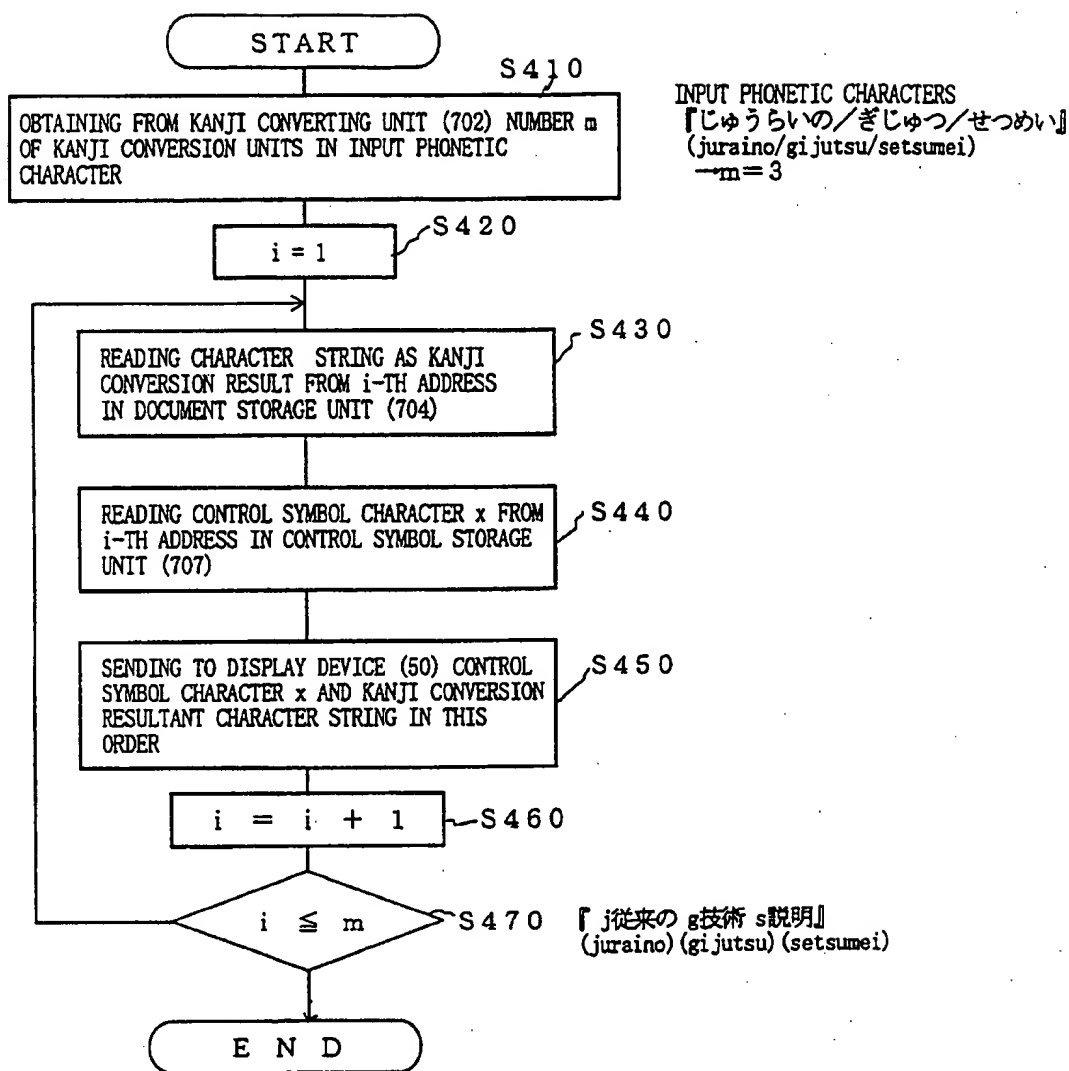 START
S410
OBTAINING FROM KANJI CONVERTING UNIT (702) NUMBER m
OF KANJI CONVERSION UNITS IN INPUT PHONETIC
CHARACTER
INPUT PHONETIC CHARACTERS
『じゅうらいの/ぎじゅつ/せつめい』
(juraino/gijutsu/setsumei)
→m=3
S420
i = 1
S430
READING CHARACTER STRING AS KANJI
CONVERSION RESULT FROM i-TH ADDRESS
IN DOCUMENT STORAGE UNIT (704)
S440
READING CONTROL SYMBOL CHARACTER x FROM
i-TH ADDRESS IN CONTROL SYMBOL STORAGE
UNIT (707)
S450
SENDING TO DISPLAY DEVICE (50) CONTROL
SYMBOL CHARACTER x AND KANJI CONVERSION
RESULTANT CHARACTER STRING IN THIS
ORDER
i = i + 1
S460
i ≦ m
S470
『 j従来の g技術 s説明』
(juraino)(gijutsu)(setsumei)
END